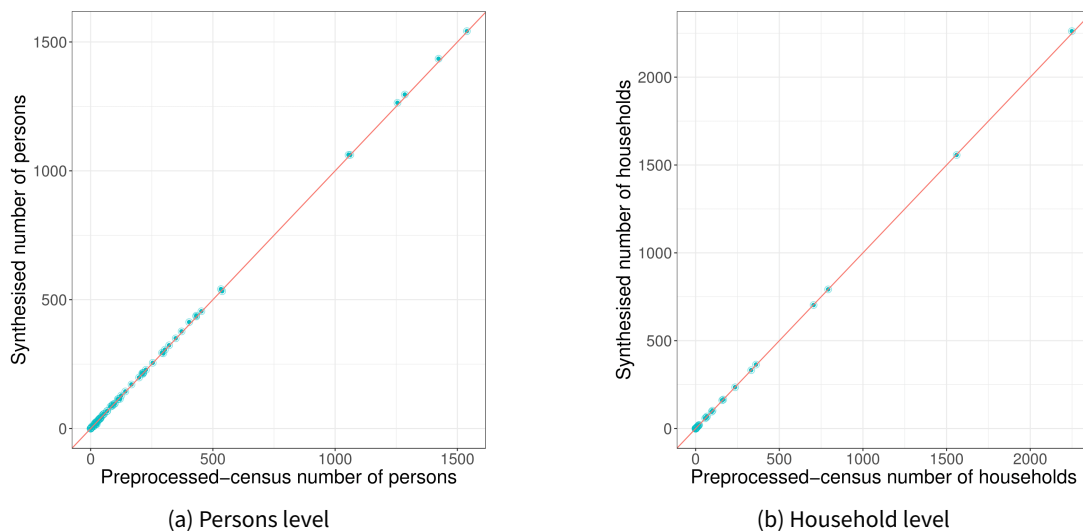 1500
1000
500
0
Synthesised number of persons
0 500 1000 1500
Preprocessed−census number of persons
(a) Persons level
2000
1500
1000
500
0
Synthesised number of households
0 500 1000 1500 2000
Preprocessed−census number of households
(b) Household level